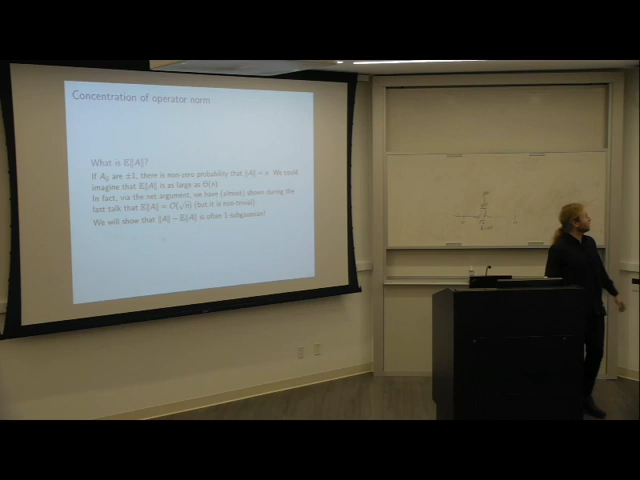 Concentration of operator norm
What is 𝔼‖A‖?
If Aᵢⱼ are ±1, there is non-zero probability that ‖A‖ = n. We could
imagine that 𝔼‖A‖ is as large as Θ(n).
In fact, via the net argument, we have (almost) shown during the
last talk that 𝔼‖A‖ = O(√n) (but it is non-trivial).
We will show that ‖A‖ − 𝔼‖A‖ is often 1 subgaussian!